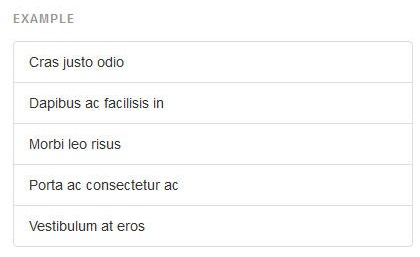 EXAMPLE
Cras justo odio
Dapibus ac facilisis in
Morbi leo risus
Porta ac consectetur ac
Vestibulum at eros